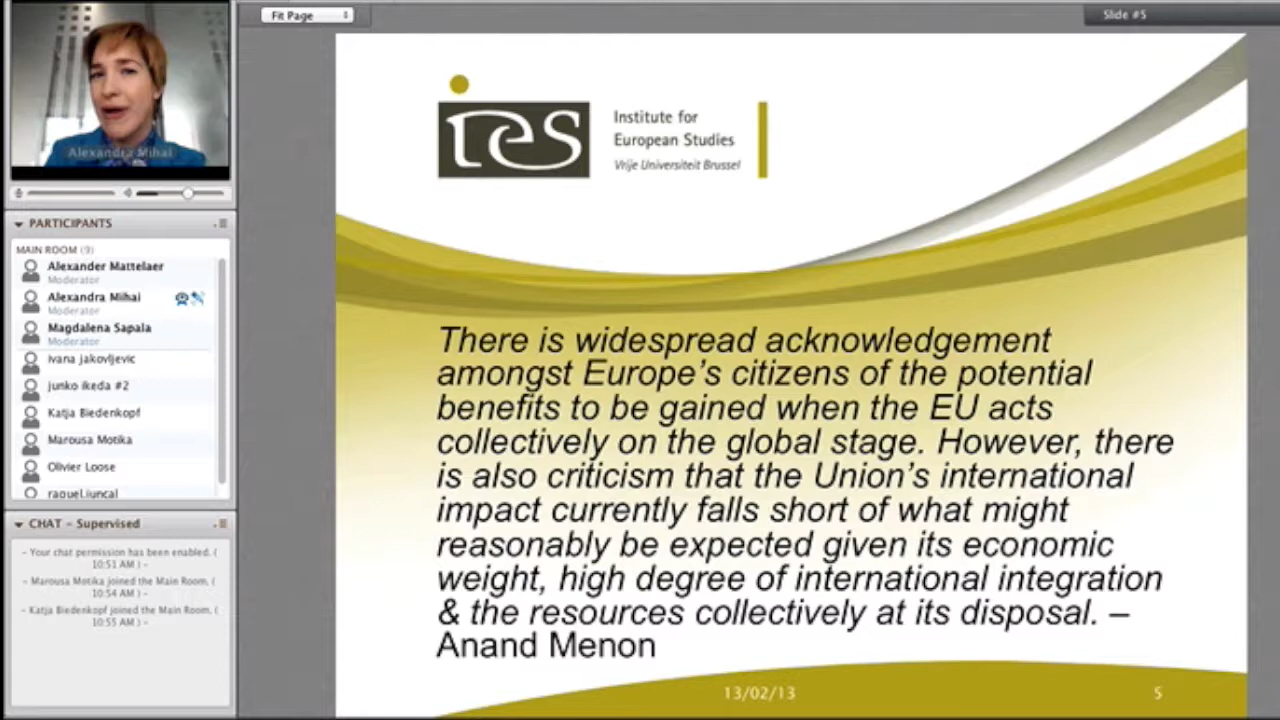 Fit Page
Slide #5
Alexandra Mihai
PARTICIPANTS
MAIN ROOM (9)
Alexander Mattelaer
Moderator
Alexandra Mihai
Moderator
Magdalena Sapala
Moderator
ivana jakovljevic
junko ikeda #2
Katja Biedenkopf
Marousa Motika
Olivier Loose
raquel.juncal
CHAT – Supervised
– Your chat permission has been enabled. (
10:51 AM ) –
– Marousa Motika joined the Main Room. (
10:54 AM ) –
– Katja Biedenkopf joined the Main Room. (
10:55 AM ) –
ies
Institute for
European Studies
Vrije Universiteit Brussel
There is widespread acknowledgement
amongst Europe’s citizens of the potential
benefits to be gained when the EU acts
collectively on the global stage. However, there
is also criticism that the Union’s international
impact currently falls short of what might
reasonably be expected given its economic
weight, high degree of international integration
& the resources collectively at its disposal. –
Anand Menon
13/02/13
5